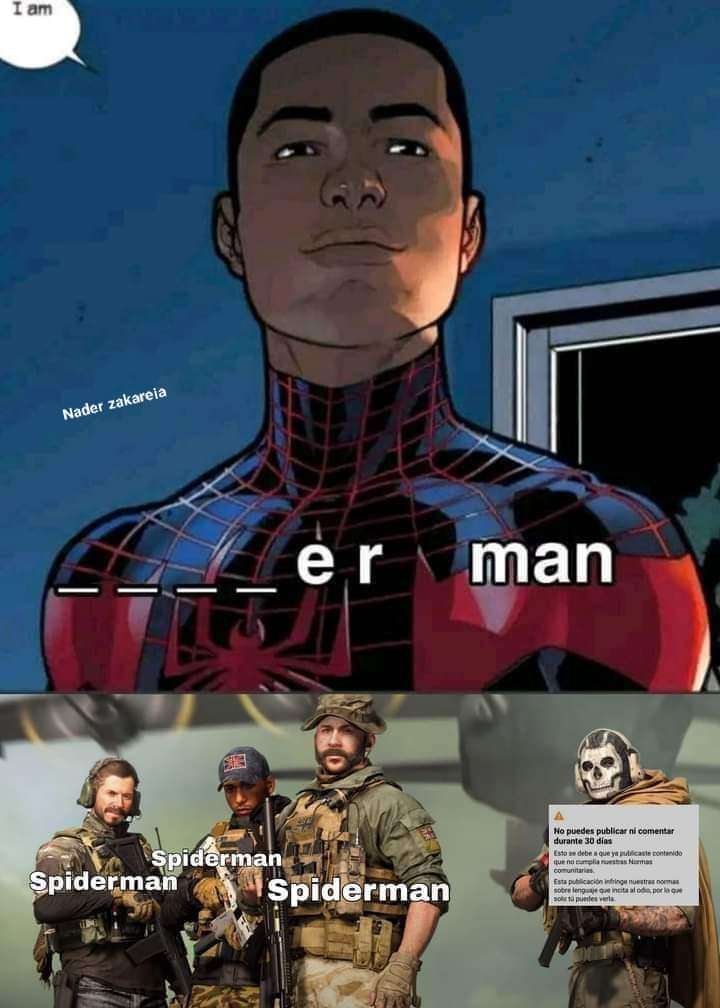 I am
Nader zakareia
_ _ _ _ er man
Spiderman
Spiderman
Spiderman
No puedes publicar ni comentar
durante 30 días
Esto se debe a que ya publicaste contenido
que no cumplía nuestras Normas
comunitarias.
Esta publicación infringe nuestras normas
sobre lenguaje que incita al odio, por lo que
solo tú puedes verla.